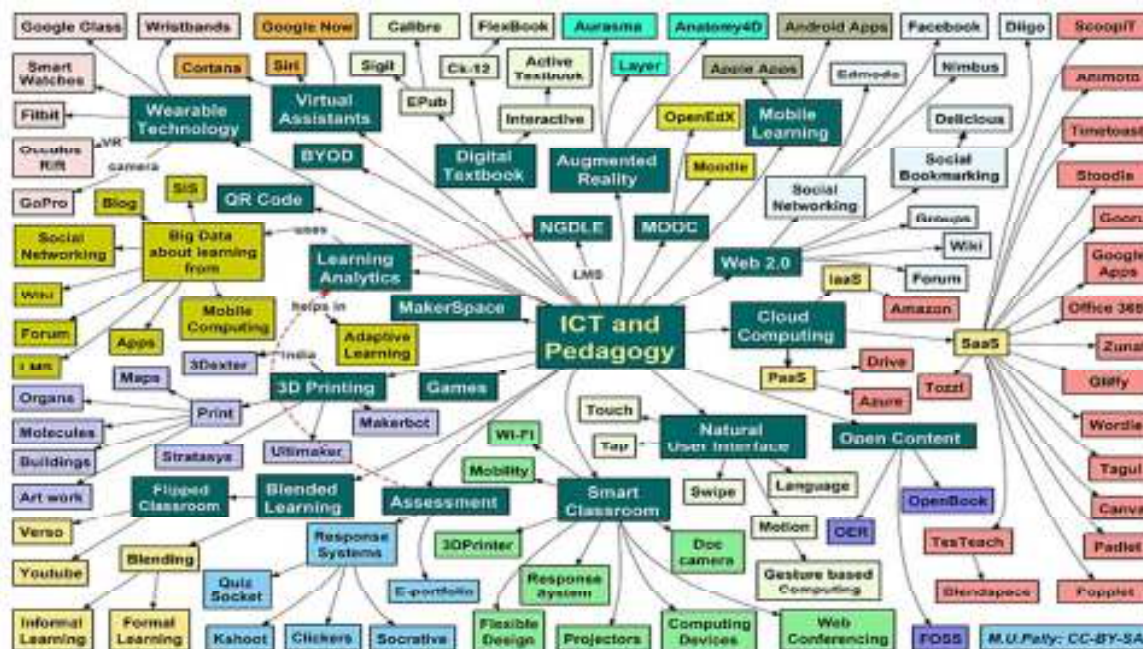 Google Glass
Wristbands
Google Now
Calibre
FlexBook
Aurasma
Anatomy4D
Android Apps
Facebook
Diigo
ScoopiT
Smart
Watches
Cortana
Siri
Sigil
Ck-12
Active
Textbook
Layer
Apple Apps
Edmodo
Nimbus
Animoto
Fitbit
Wearable
Technology
Virtual
Assistants
EPub
Interactive
OpenEdX
Mobile
Learning
Delicious
Timetoast
Occulus
Rift
VR
camera
BYOD
Digital
Textbook
Augmented
Reality
Moodle
Social
Bookmarking
Stoodle
GoPro
Blog
SIS
QR Code
Social
Networking
Social
Networking
Big Data
about learning
from
uses
Learning
Analytics
NGDLE
MOOC
Groups
Wiki
Forum
Gooru
Google
Apps
LMS
Web 2.0
IaaS
Wiki
Mobile
Computing
helps in
MakerSpace
ICT and
Pedagogy
Cloud
Computing
Amazon
Office 365
Forum
Apps
Adaptive
Learning
SaaS
Zunal
LMS
3Dexter
India
Maps
3D Printing
Games
PaaS
Drive
Azure
Tozzl
Gliffy
Organs
Print
Makerbot
Touch
Natural
User Interface
Open Content
Wordle
Molecules
Wi-Fi
Tap
Buildings
Stratasys
Ultimaker
Mobility
Swipe
Language
Tagul
Art work
Flipped
Classroom
Blended
Learning
Assessment
Smart
Classroom
OpenBook
Canva
Verso
Blending
Response
Systems
3DPrinter
Doc
camera
Motion
OER
TesTeach
Padlet
Youtube
Quiz
Socket
E-portfolio
Response
System
Gesture based
Computing
Blendspace
Popplet
Informal
Learning
Formal
Learning
Kahoot
Clickers
Socrative
Flexible
Design
Projectors
Computing
Devices
Web
Conferencing
FOSS